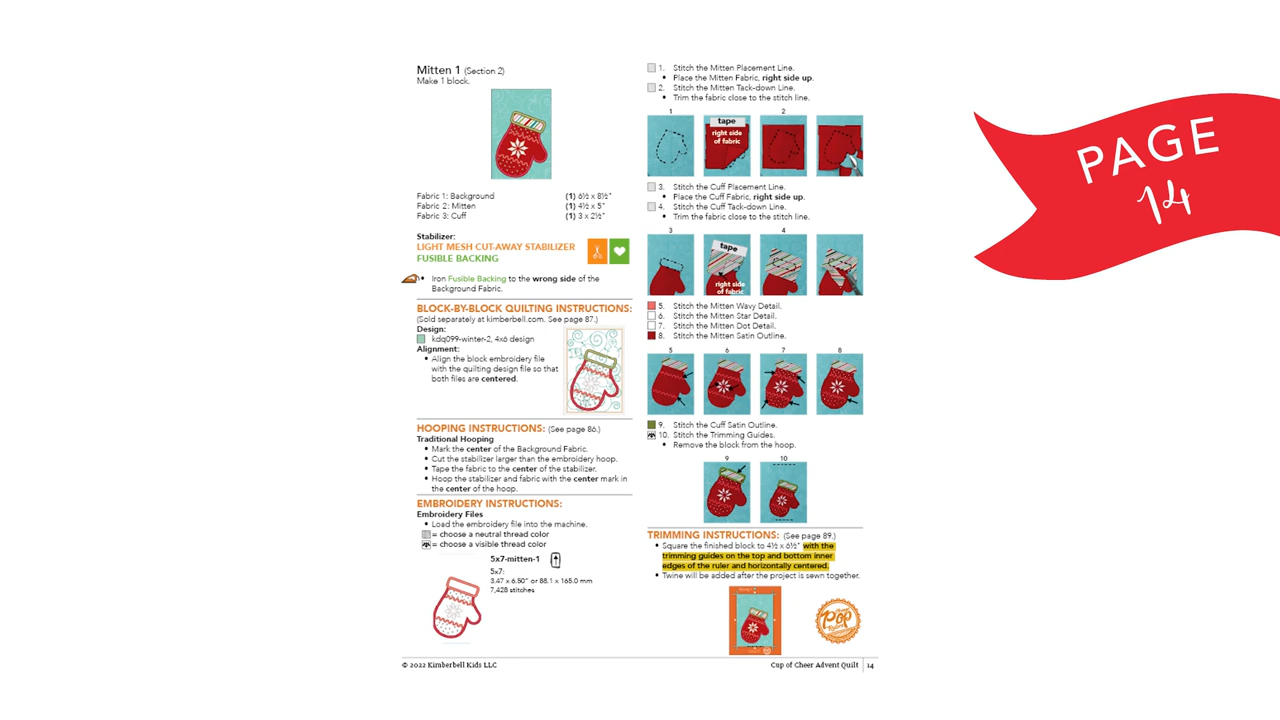 Mitten 1 (Section 2)
Make 1 block.
Fabric 1: Background (1) 6½ x 8½"
Fabric 2: Mitten (1) 4½ x 5"
Fabric 3: Cuff (1) 3 x 2½"
Stabilizer:
LIGHT MESH CUT-AWAY STABILIZER
FUSIBLE BACKING
• Iron Fusible Backing to the wrong side of the
Background Fabric.
BLOCK-BY-BLOCK QUILTING INSTRUCTIONS:
(Sold separately at kimberbell.com. See page 87.)
Design:
kdq099-winter-2, 4x6 design
Alignment:
• Align the block embroidery file
with the quilting design file so that
both files are centered.
HOOPING INSTRUCTIONS: (See page 86.)
Traditional Hooping
• Mark the center of the Background Fabric.
• Cut the stabilizer larger than the embroidery hoop.
• Tape the fabric to the center of the stabilizer.
• Hoop the stabilizer and fabric with the center mark in
the center of the hoop.
EMBROIDERY INSTRUCTIONS:
Embroidery Files
• Load the embroidery file into the machine.
= choose a neutral thread color
= choose a visible thread color
5x7-mitten-1
5x7:
3.47 x 6.50" or 88.1 x 165.0 mm
7,428 stitches
1. Stitch the Mitten Placement Line.
• Place the Mitten Fabric, right side up.
2. Stitch the Mitten Tack-down Line.
• Trim the fabric close to the stitch line.
1 2
tape
right side
of fabric
3. Stitch the Cuff Placement Line.
• Place the Cuff Fabric, right side up.
4. Stitch the Cuff Tack-down Line.
• Trim the fabric close to the stitch line.
3 4
tape
right side
of fabric
5. Stitch the Mitten Wavy Detail.
6. Stitch the Mitten Star Detail.
7. Stitch the Mitten Dot Detail.
8. Stitch the Mitten Satin Outline.
5 6 7 8
9. Stitch the Cuff Satin Outline.
10. Stitch the Trimming Guides.
• Remove the block from the hoop.
9 10
TRIMMING INSTRUCTIONS: (See page 89.)
• Square the finished block to 4½ x 6½" with the
trimming guides on the top and bottom inner
edges of the ruler and horizontally centered.
• Twine will be added after the project is sewn together.
Pop
© 2022 Kimberbell Kids LLC
Cup of Cheer Advent Quilt 14
PAGE
14